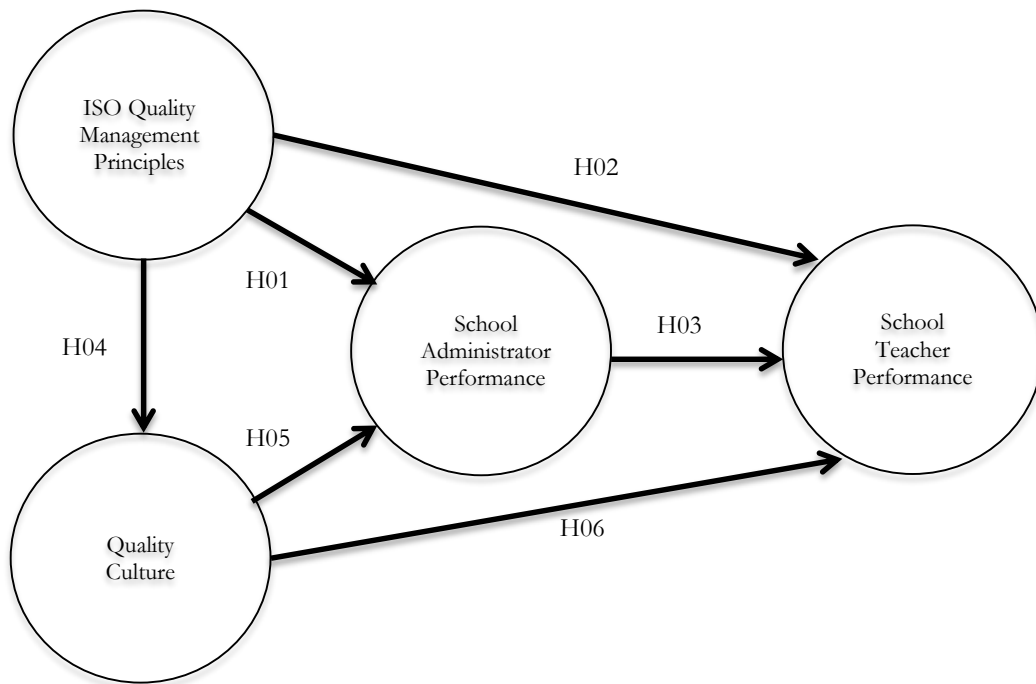 ISO Quality
Management
Principles
H02
H01
School
Administrator
Performance
H03
School
Teacher
Performance
H04
H05
H06
Quality
Culture